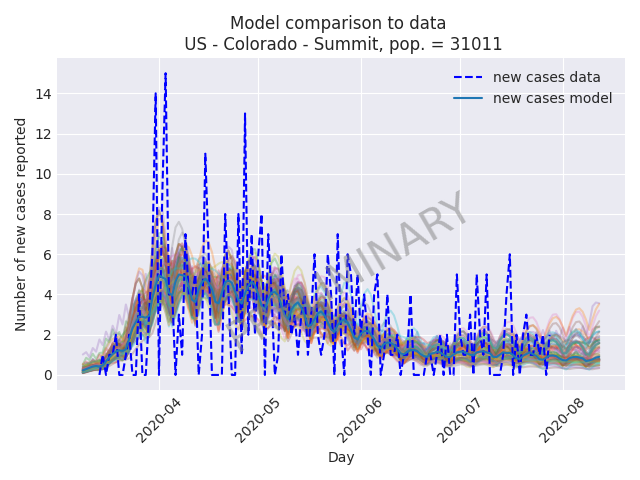 Model comparison to data
US - Colorado - Summit, pop. = 31011
Number of new cases reported
14
12
10
8
6
4
2
0
new cases data
new cases model
2020-04
2020-05
2020-06
2020-07
2020-08
Day